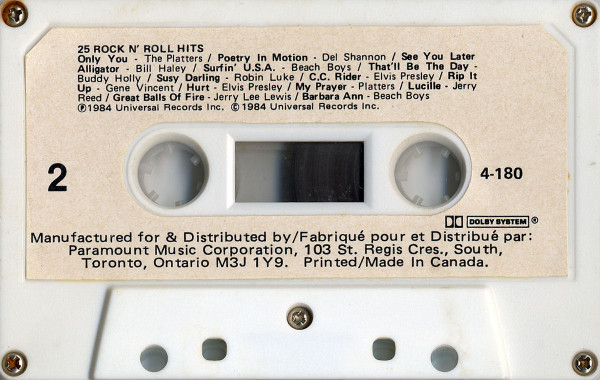 25 ROCK N' ROLL HITS
Only You - The Platters / Poetry In Motion - Del Shannon / See You Later
Alligator - Bill Haley / Surfin' U.S.A. - Beach Boys / That'll Be The Day -
Buddy Holly / Susy Darling - Robin Luke / C.C. Rider - Elvis Presley / Rip It
Up - Gene Vincent / Hurt - Elvis Presley / My Prayer - Platters / Lucille - Jerry
Reed / Great Balls Of Fire - Jerry Lee Lewis / Barbara Ann - Beach Boys
℗1984 Universal Records Inc. ©1984 Universal Records Inc.
2
4-180
DOLBY SYSTEM ®
Manufactured for & Distributed by/Fabriqué pour et Distribué par:
Paramount Music Corporation, 103 St. Regis Cres., South,
Toronto, Ontario M3J 1Y9. Printed/Made In Canada.